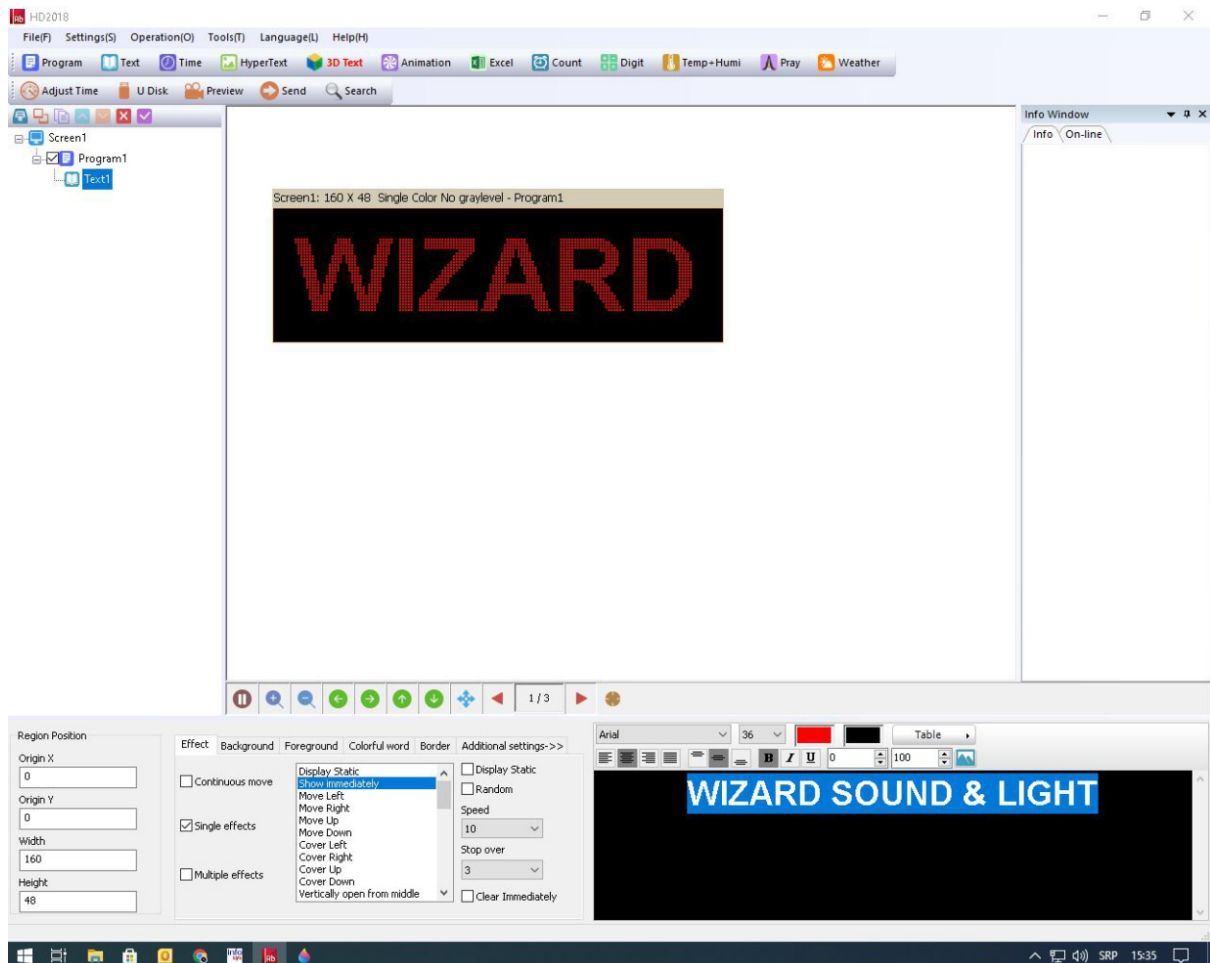 HD2018
File(F) Settings(S) Operation(O) Tools(T) Language(L) Help(H)
Program Text Time HyperText 3D Text Animation Excel Count Digit Temp+Humi Pray Weather
Adjust Time U Disk Preview Send Search
Screen1
Program1
Text1
Screen1: 160 X 48 Single Color No graylevel - Program1
WIZARD
Info Window
Info On-line
1 / 3
Region Position
Origin X
0
Origin Y
0
Width
160
Height
48
Effect Background Foreground Colorful word Border Additional settings->>
Continuous move
Single effects
Multiple effects
Display Static
Show immediately
Move Left
Move Right
Move Up
Move Down
Cover Left
Cover Right
Cover Up
Cover Down
Vertically open from middle
Display Static
Random
Speed
10
Stop over
3
Clear Immediately
Arial 36 Table
B I U 0 100
WIZARD SOUND & LIGHT
SRP 15:35